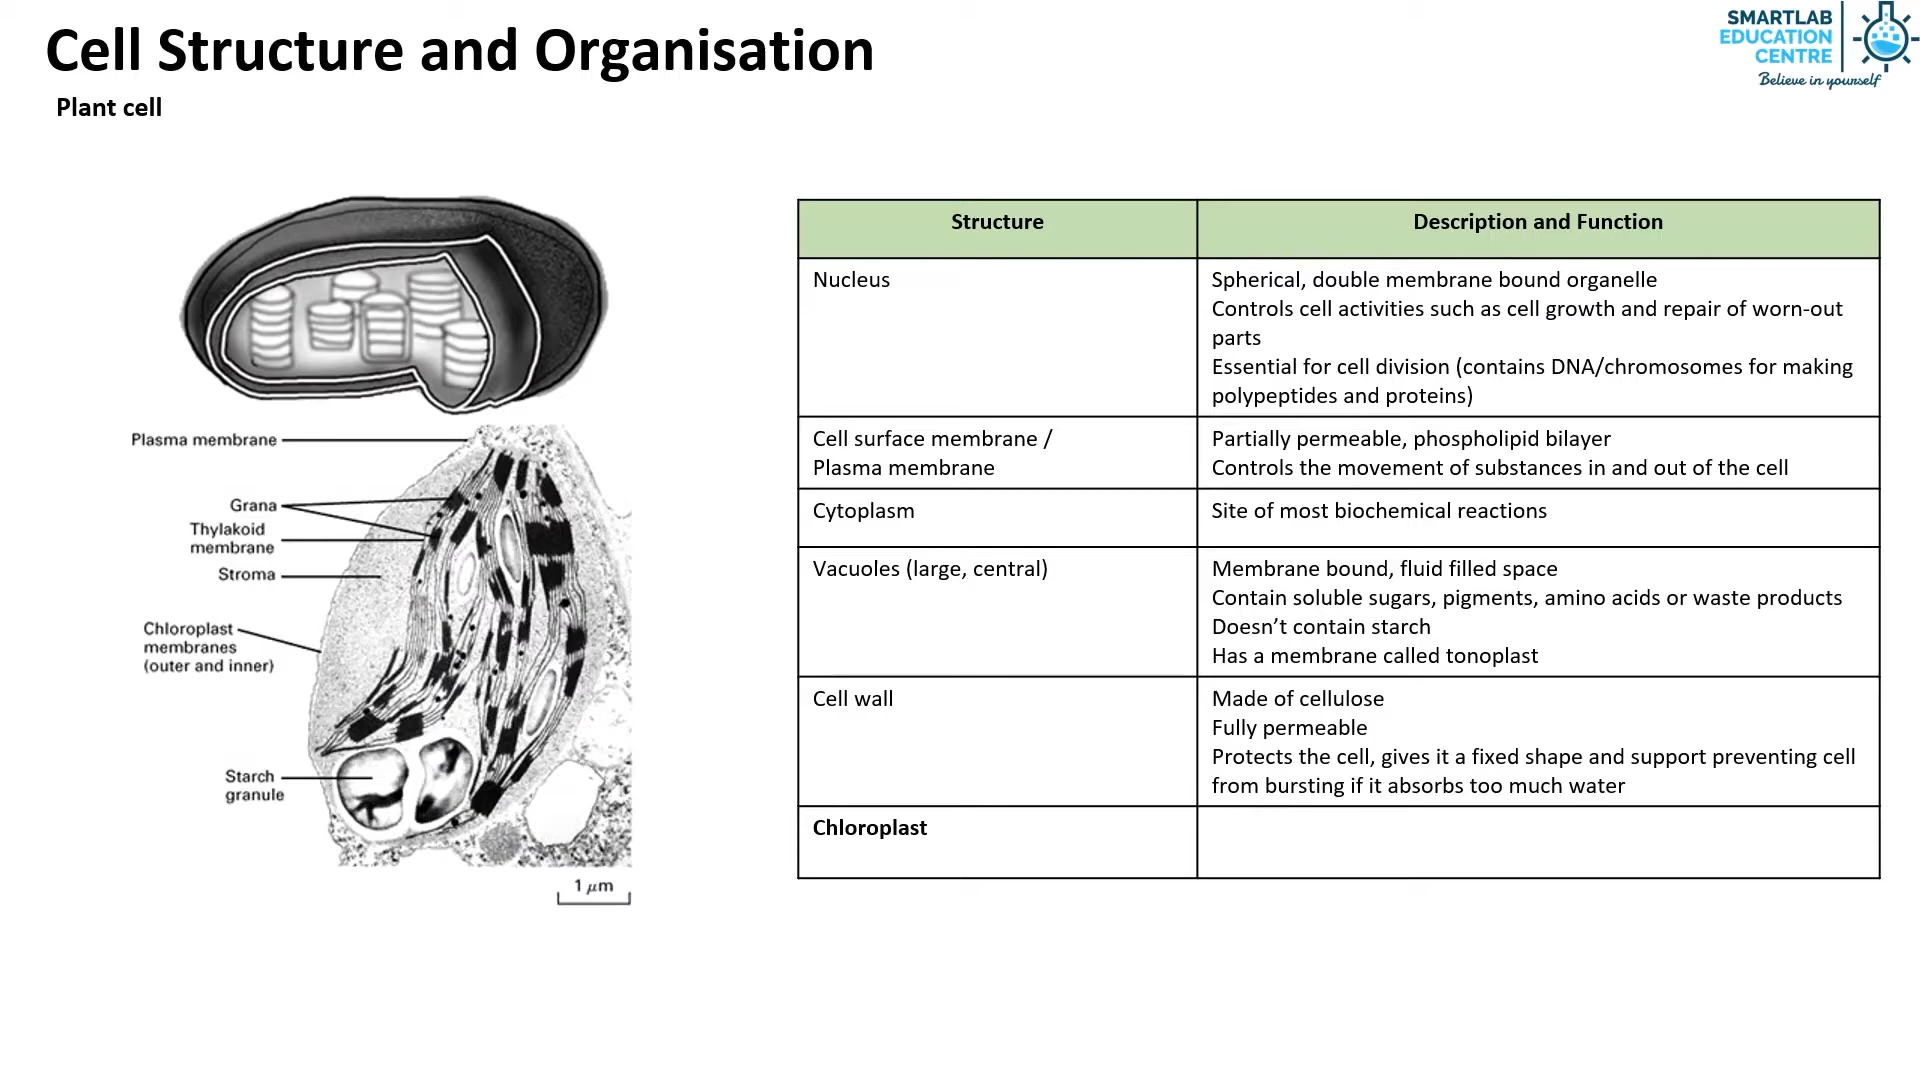 Cell Structure and Organisation
Plant cell
SMARTLAB
EDUCATION
CENTRE
Believe in yourself
Plasma membrane
Grana
Thylakoid
membrane
Stroma
Chloroplast
membranes
(outer and inner)
Starch
granule
1 μm
Structure
Description and Function
Nucleus
Spherical, double membrane bound organelle
Controls cell activities such as cell growth and repair of worn-out
parts
Essential for cell division (contains DNA/chromosomes for making
polypeptides and proteins)
Cell surface membrane /
Plasma membrane
Partially permeable, phospholipid bilayer
Controls the movement of substances in and out of the cell
Cytoplasm
Site of most biochemical reactions
Vacuoles (large, central)
Membrane bound, fluid filled space
Contain soluble sugars, pigments, amino acids or waste products
Doesn’t contain starch
Has a membrane called tonoplast
Cell wall
Made of cellulose
Fully permeable
Protects the cell, gives it a fixed shape and support preventing cell
from bursting if it absorbs too much water
Chloroplast